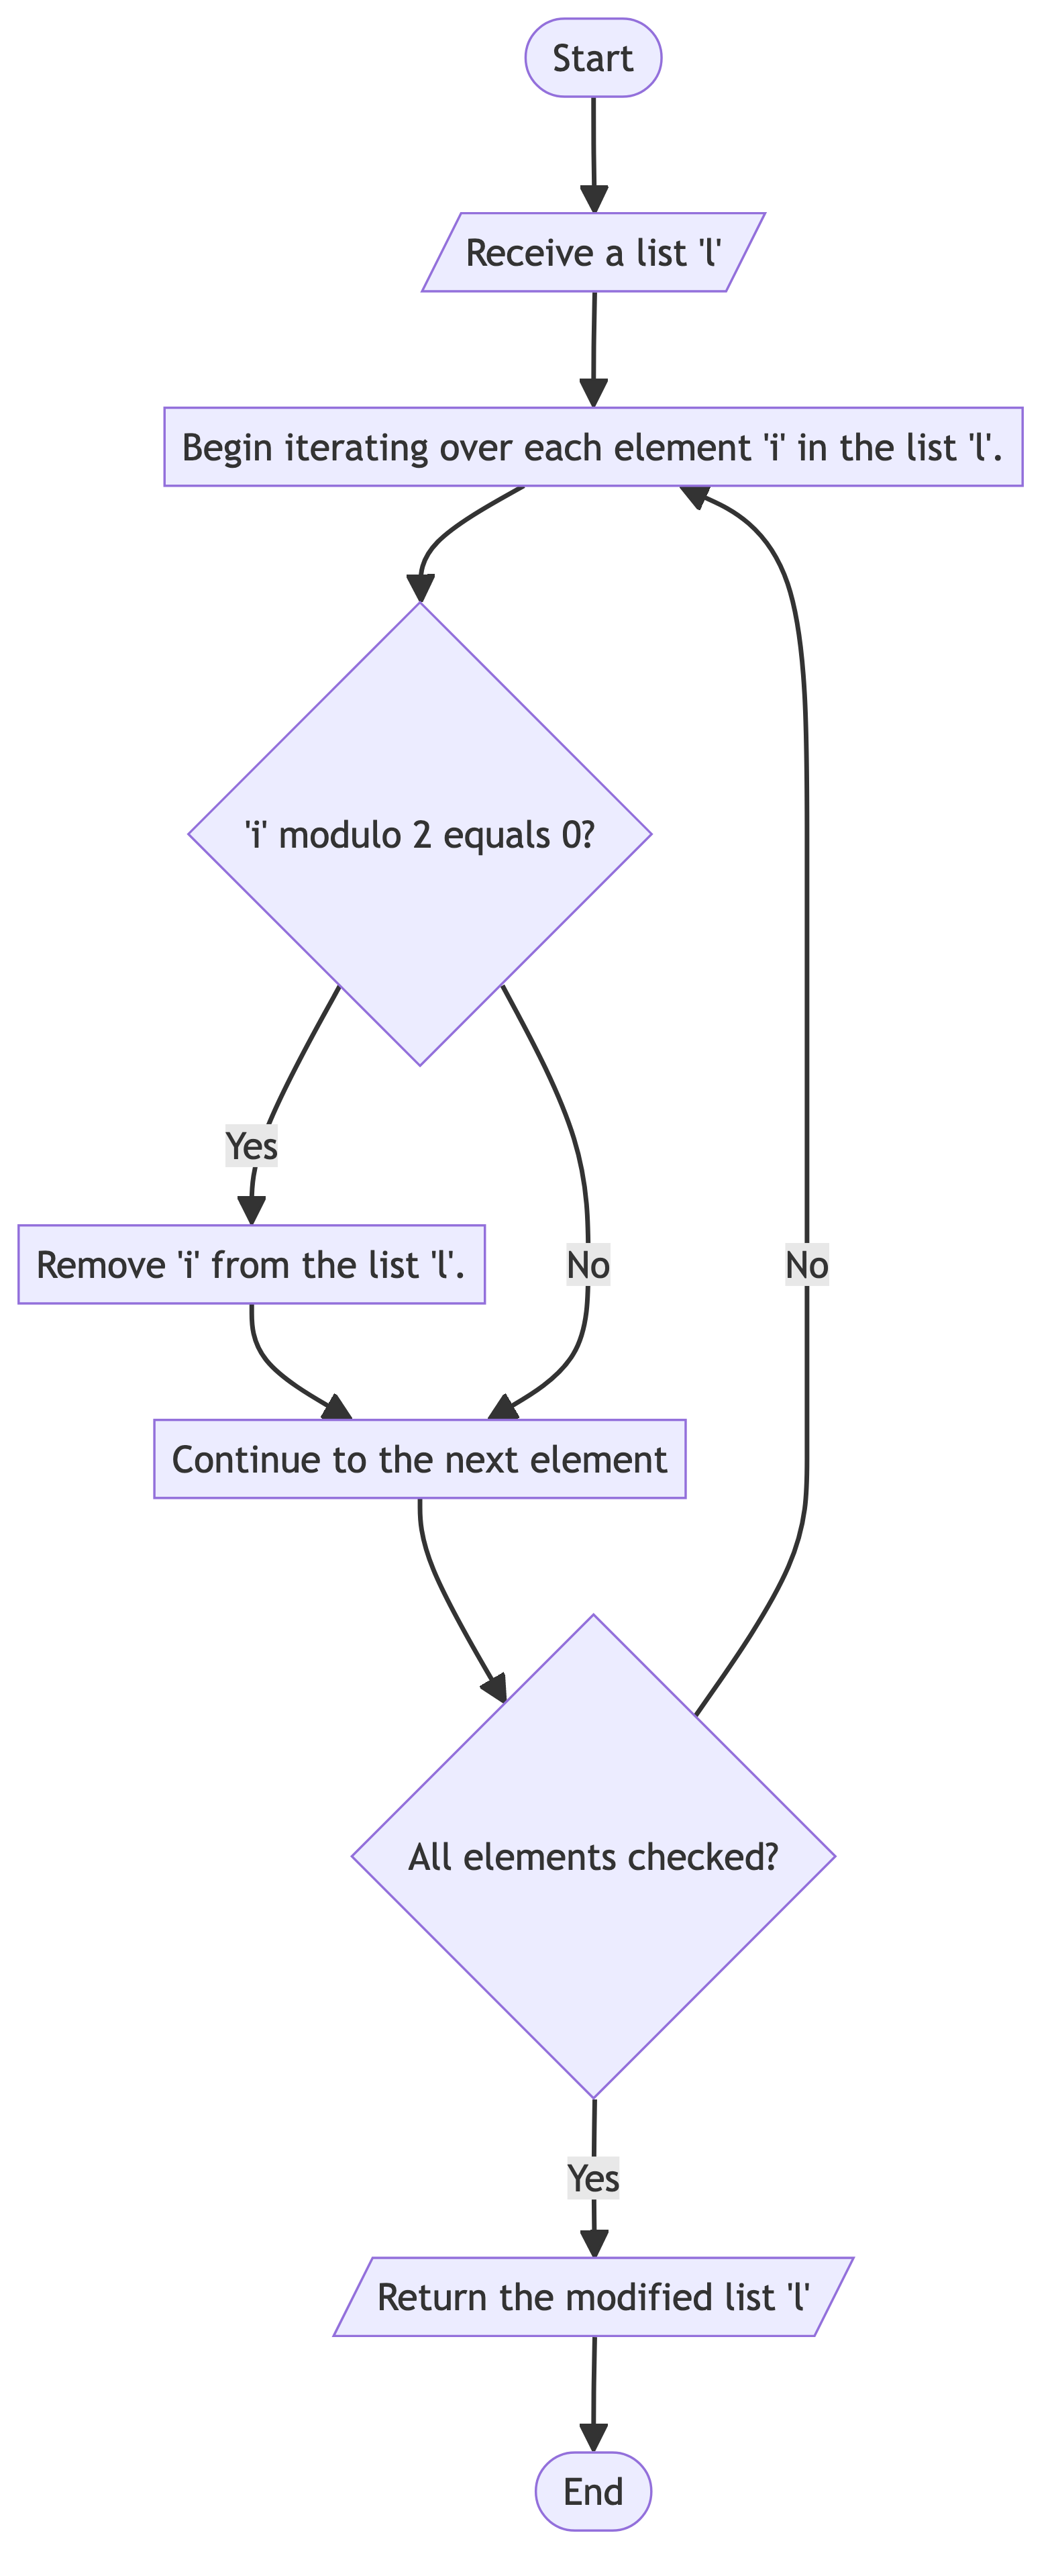 Start
Receive a list 'l'
Begin iterating over each element 'i' in the list 'l'.
'i' modulo 2 equals 0?
Yes
Remove 'i' from the list 'l'.
No
No
Continue to the next element
All elements checked?
Yes
Return the modified list 'l'
End